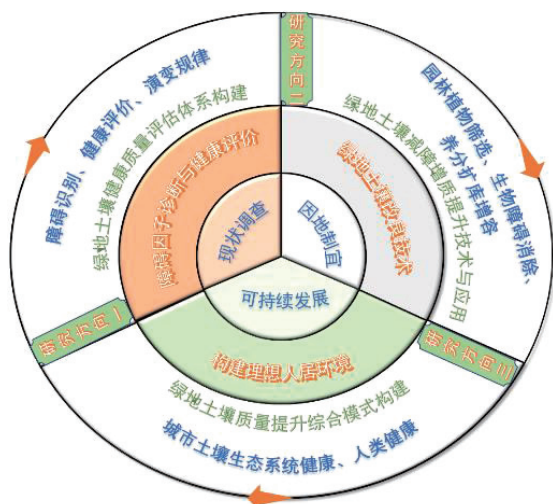 研究方向一
障碍识别、健康评价、演变规律
绿地土壤健康质量评估体系构建
障碍因子诊断与健康评价
现状调查
研究方向二
园林植物筛选、生物障碍消除、
养分扩库增容
绿地土壤减障增质提升技术与应用
绿地土壤改良技术
因地制宜
研究方向三
可持续发展
构建理想人居环境
绿地土壤质量提升综合模式构建
城市土壤生态系统健康、人类健康